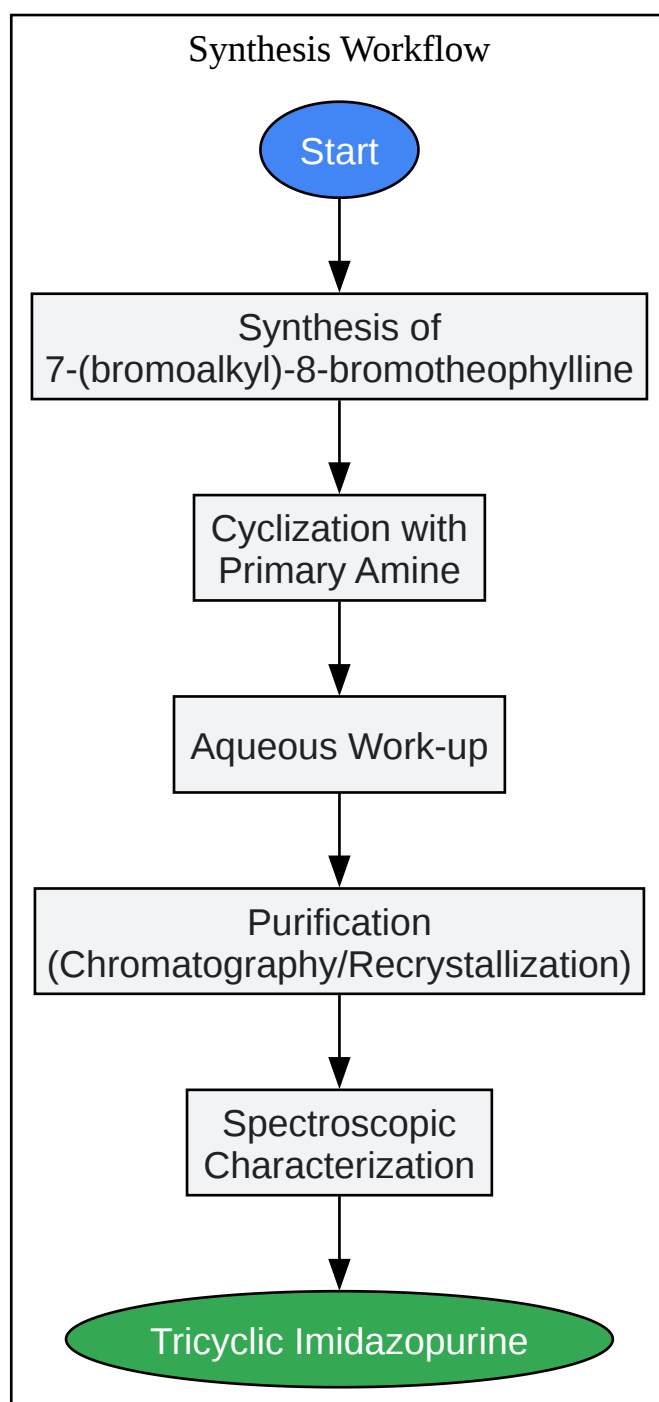 Synthesis Workflow
Start
Synthesis of
7-(bromoalkyl)-8-bromotheophylline
Cyclization with
Primary Amine
Aqueous Work-up
Purification
(Chromatography/Recrystallization)
Spectroscopic
Characterization
Tricyclic Imidazopurine